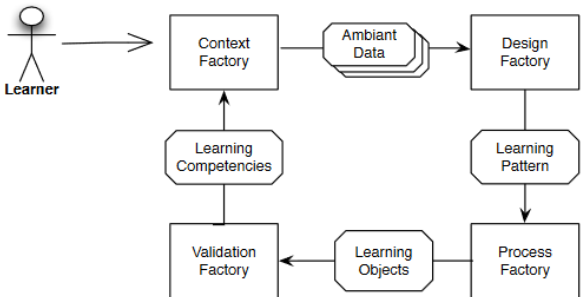 Learner
Context
Factory
Ambiant
Data
Design
Factory
Learning
Competencies
Learning
Pattern
Validation
Factory
Learning
Objects
Process
Factory